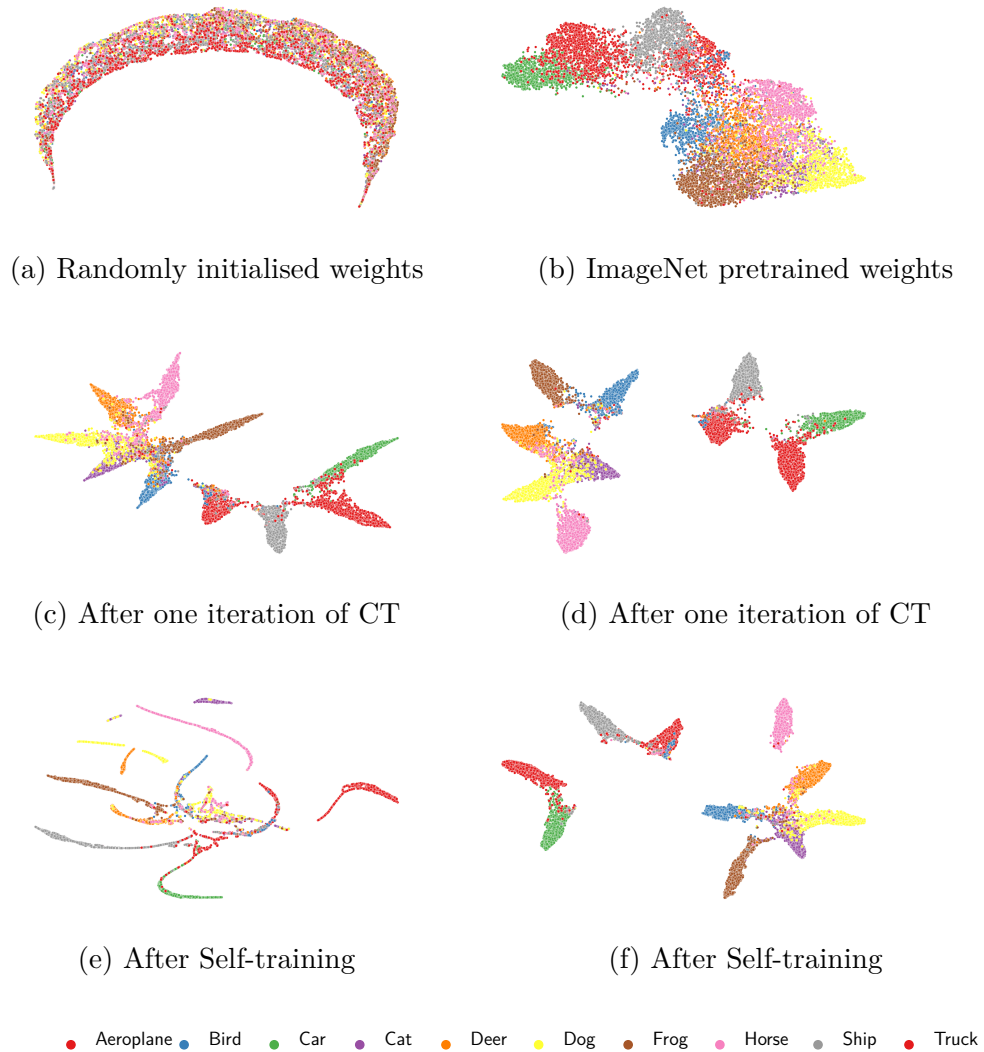 (a) Randomly initialised weights
(b) ImageNet pretrained weights
(c) After one iteration of CT
(d) After one iteration of CT
(e) After Self-training
(f) After Self-training
Aeroplane Bird Car Cat Deer Dog Frog Horse Ship Truck